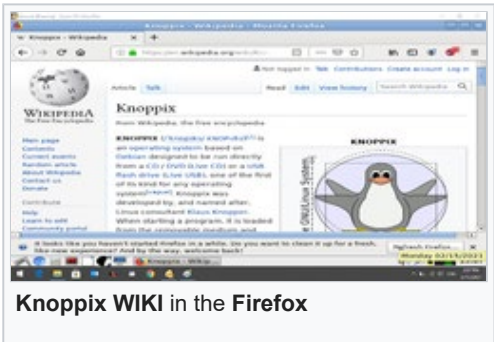 Knoppix - Wikipedia - Mozilla Firefox
Knoppix - Wikipedia
wikipedia.org
Not logged in Talk Contributions Create account Log in
WIKIPEDIA
The Free Encyclopedia
Article Talk
Read Edit View history Search Wikipedia
Main page
Contents
Current events
Random article
About Wikipedia
Contact us
Donate
Contribute
Help
Learn to edit
Community portal
Knoppix
From Wikipedia, the free encyclopedia
KNOPPIX
an operating system based on
Debian designed to be run directly
from a CD / DVD (Live CD) or a USB
flash drive (Live USB), one of the first
of its kind for any operating
system. Knoppix was
developed by, and named after,
Linux consultant Klaus Knopper.
When starting a program, it is loaded
from the removable medium and
KNOPPIX
GNU/Linux System,
It looks like you haven't started Firefox in a while. Do you want to clean it up for a fresh,
like-new experience? And by the way, welcome back!
Refresh Firefox...
Knoppix - Wikip...
Knoppix WIKI in the Firefox